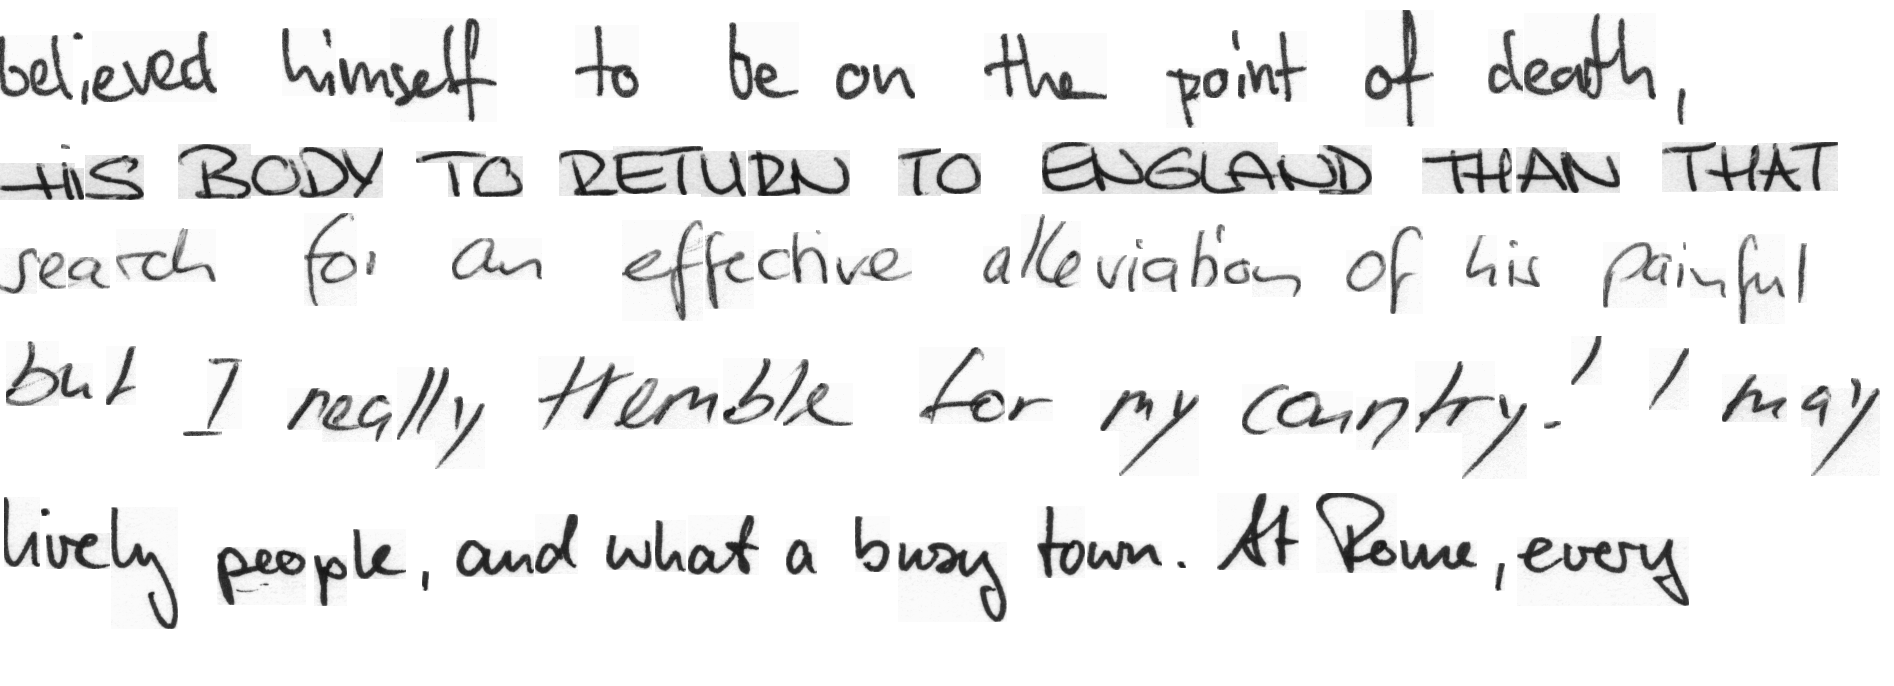 believed himself to be on the point of death,
HIS BODY TO RETURN TO ENGLAND THAN THAT
search for an effective alleviation of his painful
but I really tremble for my country.' I may
lively people, and what a busy town. At Rome, every